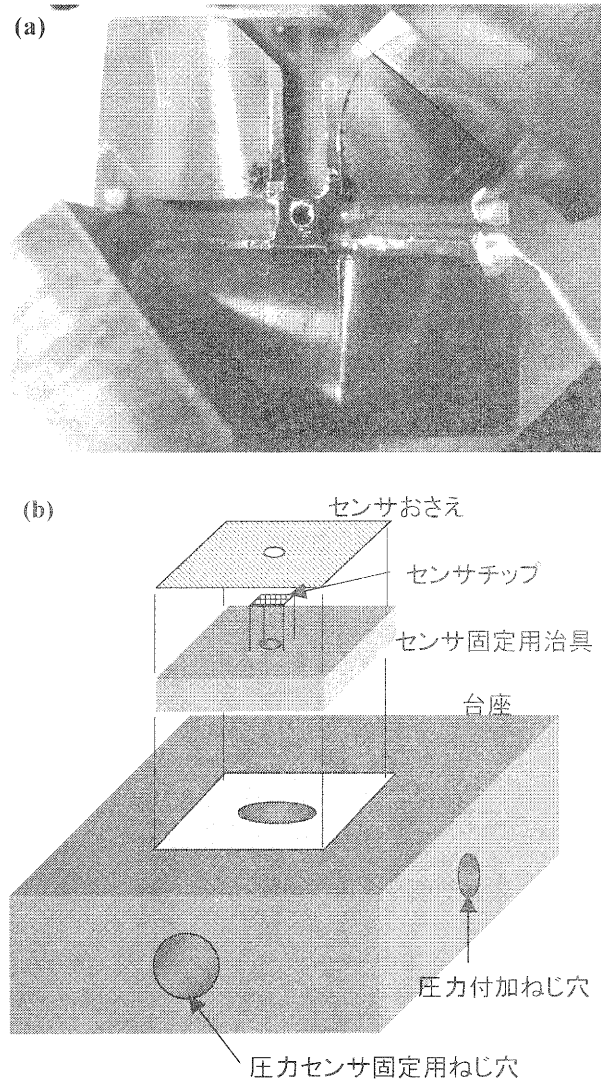 (a)
(b)
センサおさえ
センサチップ
センサ固定用治具
台座
圧力付加ねじ穴
圧力センサ固定用ねじ穴